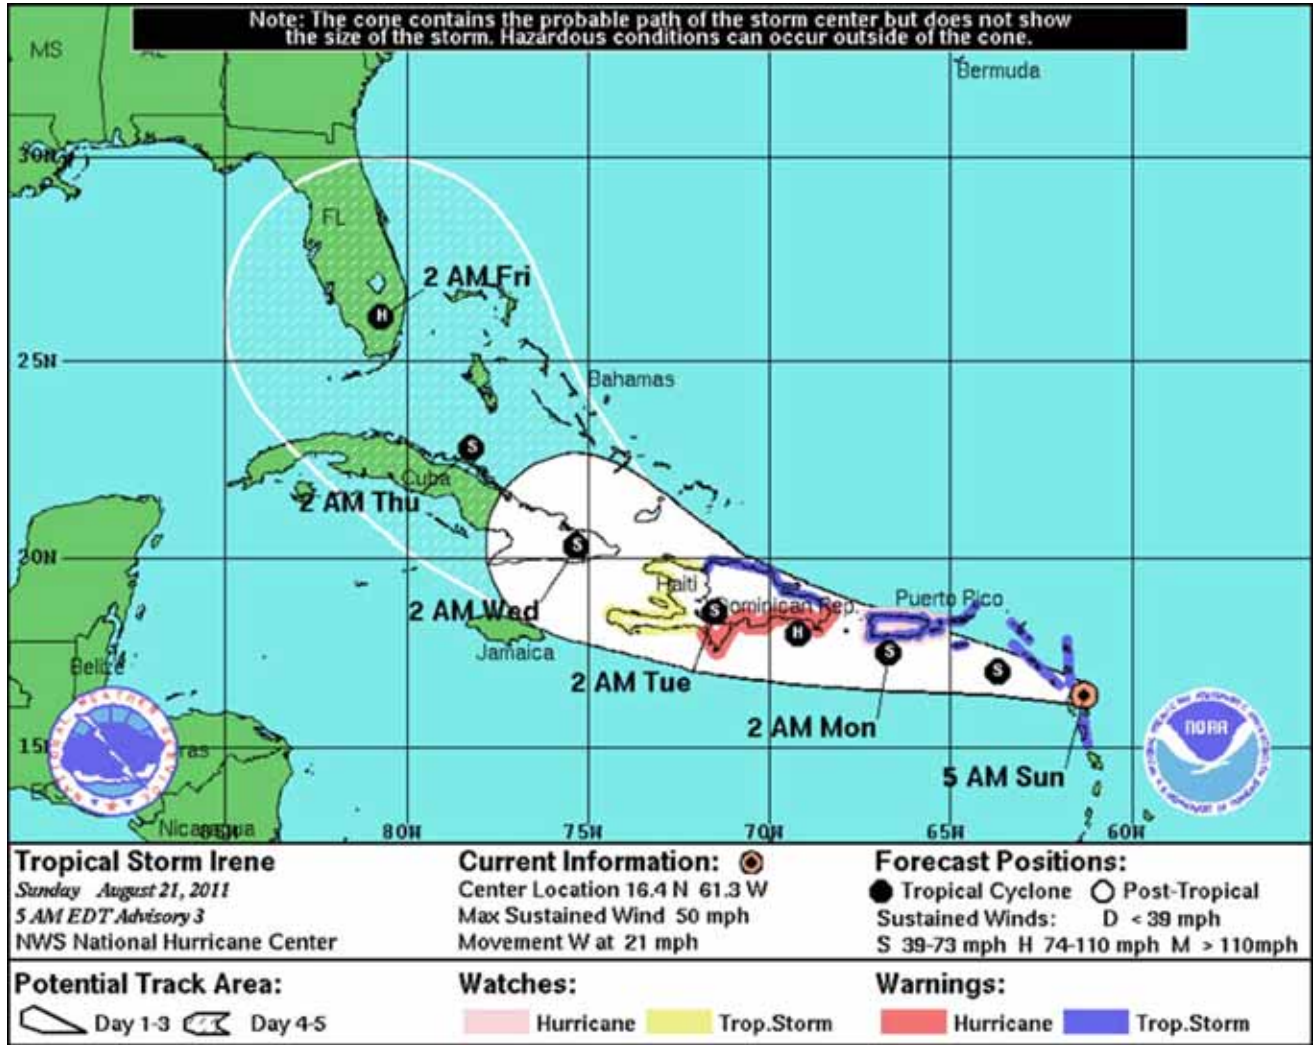 Note: The cone contains the probable path of the storm center but does not show
the size of the storm. Hazardous conditions can occur outside of the cone.
MS
AL
Bermuda
30N
FL
2 AM Fri
25N
Bahamas
Cuba
2 AM Thu
20N
Haiti
Dominican Rep.
Puerto Rico
2 AM Wed
Jamaica
Belize
2 AM Tue
2 AM Mon
NOAA
15N
ras
5 AM Sun
Nicaragua
85W 80W 75W 70W 65W 60W
H
S
S
S
H
S
S
Tropical Storm Irene
Sunday August 21, 2011
5 AM EDT Advisory 3
NWS National Hurricane Center
Current Information:
Center Location 16.4 N 61.3 W
Max Sustained Wind 50 mph
Movement W at 21 mph
Forecast Positions:
Tropical Cyclone Post-Tropical
Sustained Winds: D < 39 mph
S 39-73 mph H 74-110 mph M > 110mph
Potential Track Area:
Day 1-3 Day 4-5
Watches:
Hurricane Trop.Storm
Warnings:
Hurricane Trop.Storm